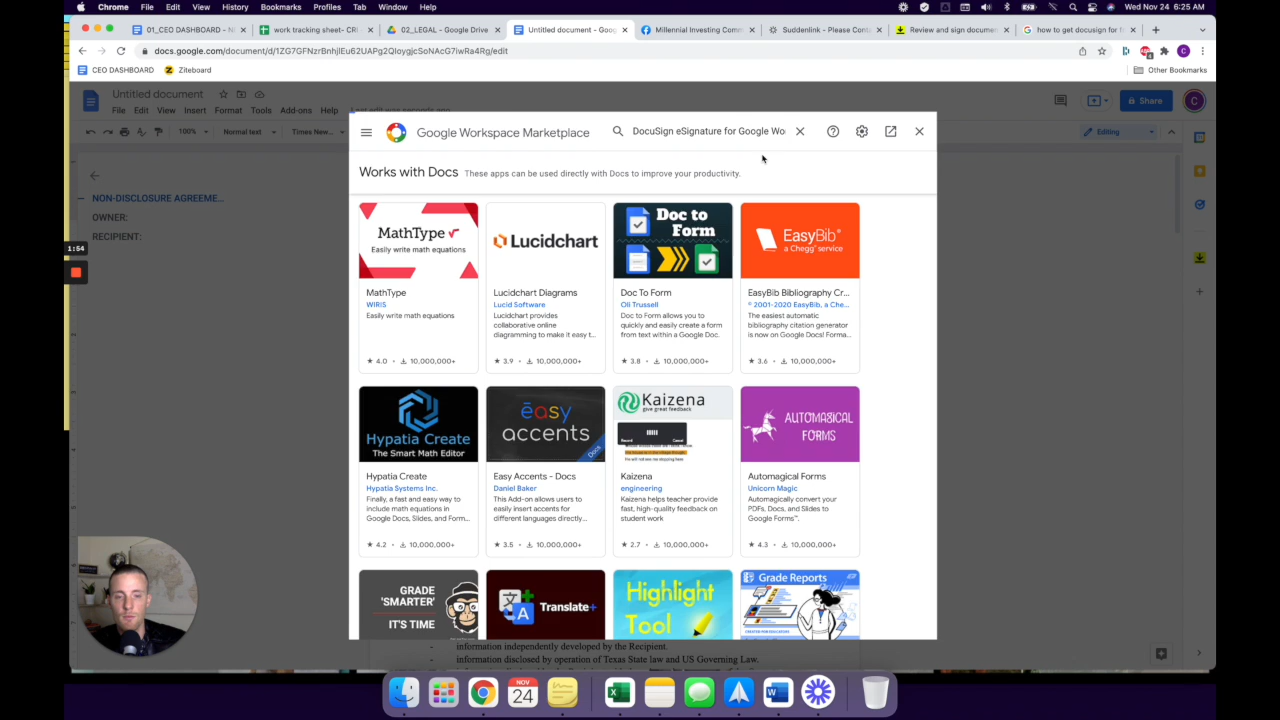 Chrome File Edit View History Bookmarks Profiles Tab Window Help
Wed Nov 24 6:25 AM
01_CEO DASHBOARD - N
work tracking sheet- CRI
02_LEGAL - Google Drive
Untitled document - Goog
Millennial Investing Comm
Suddenlink - Please Conta
Review and sign documen
how to get docusign for f
docs.google.com/document/d/1ZG7GFNzrBnhjIEu62UAPg2QIoygjcSoNAcG7iwRa4Rg/edit
CEO DASHBOARD
Ziteboard
Other Bookmarks
Untitled document
File Edit View Insert Format Tools Add-ons Help
Share
C
100%
Normal text
Times New...
Editing
NON-DISCLOSURE AGREEME...
OWNER:
RECIPIENT:
1:54
Google Workspace Marketplace
DocuSign eSignature for Google Wo
Works with Docs
These apps can be used directly with Docs to improve your productivity.
MathType
Easily write math equations
MathType
WIRIS
Easily write math equations
4.0 • 10,000,000+
Lucidchart
Lucidchart Diagrams
Lucid Software
Lucidchart provides
collaborative online
diagramming to make it easy t...
3.9 • 10,000,000+
Doc to
Form
Doc To Form
Oli Trussell
Doc to Form allows you to
quickly and easily create a form
from text within a Google Doc.
3.8 • 10,000,000+
EasyBib
a Chegg service
EasyBib Bibliography Cr...
© 2001-2020 EasyBib, a Che...
The easiest automatic
bibliography citation generator
is now on Google Docs! Forma...
3.6 • 10,000,000+
Hypatia Create
The Smart Math Editor
Hypatia Create
Hypatia Systems Inc.
Finally, a fast and easy way to
include math equations in
Google Docs, Slides, and Form...
4.2 • 10,000,000+
ēasy
accents
Docs
Easy Accents - Docs
Daniel Baker
This Add-on allows users to
easily insert accents for
different languages directly...
3.5 • 10,000,000+
Kaizena
give great feedback
Kaizena
engineering
Kaizena helps teacher provide
fast, high-quality feedback on
student work
2.7 • 10,000,000+
AUTOMAGICAL
FORMS
Automagical Forms
Unicorn Magic
Automagically convert your
PDFs, Docs, and Slides to
Google Forms™.
4.3 • 10,000,000+
GRADE
'SMARTER'
IT'S TIME
Translate+
Highlight
Tool
Grade Reports
information independently developed by the Recipient.
- information disclosed by operation of Texas State law and US Governing Law.
NOV
24